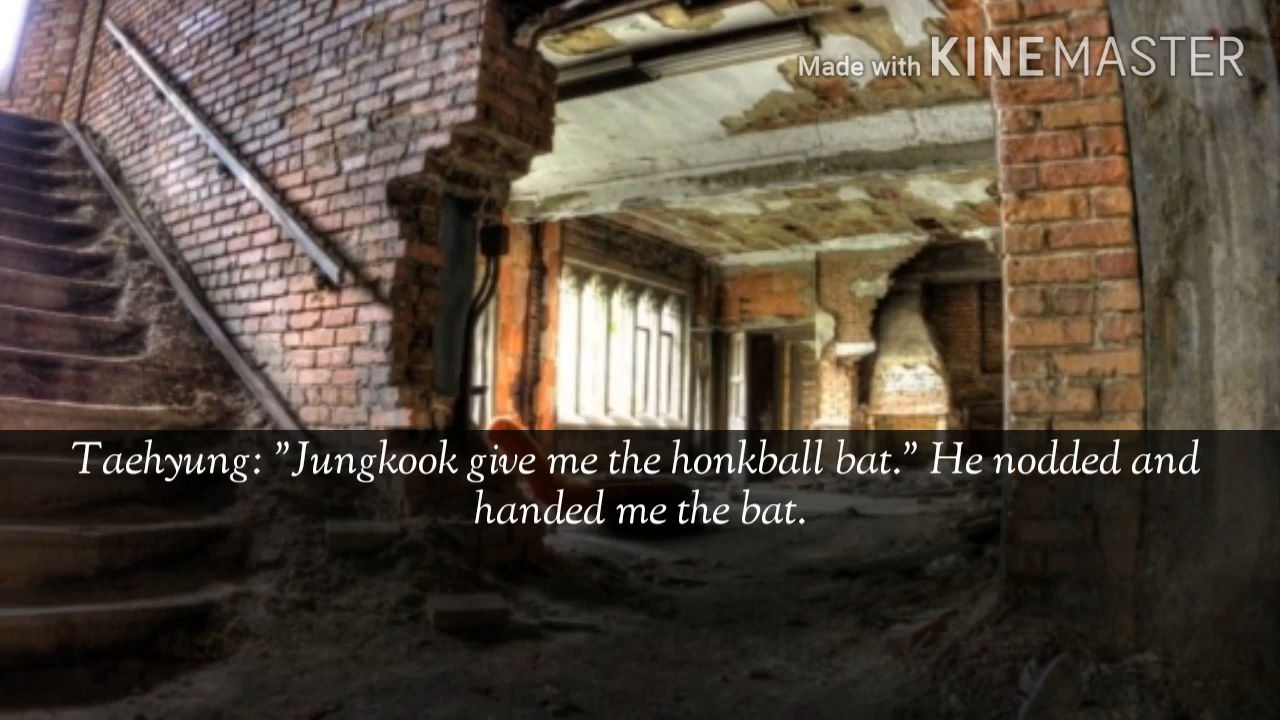 Made with KINEMASTER
Taehyung: ”Jungkook give me the honkball bat.” He nodded and
handed me the bat.